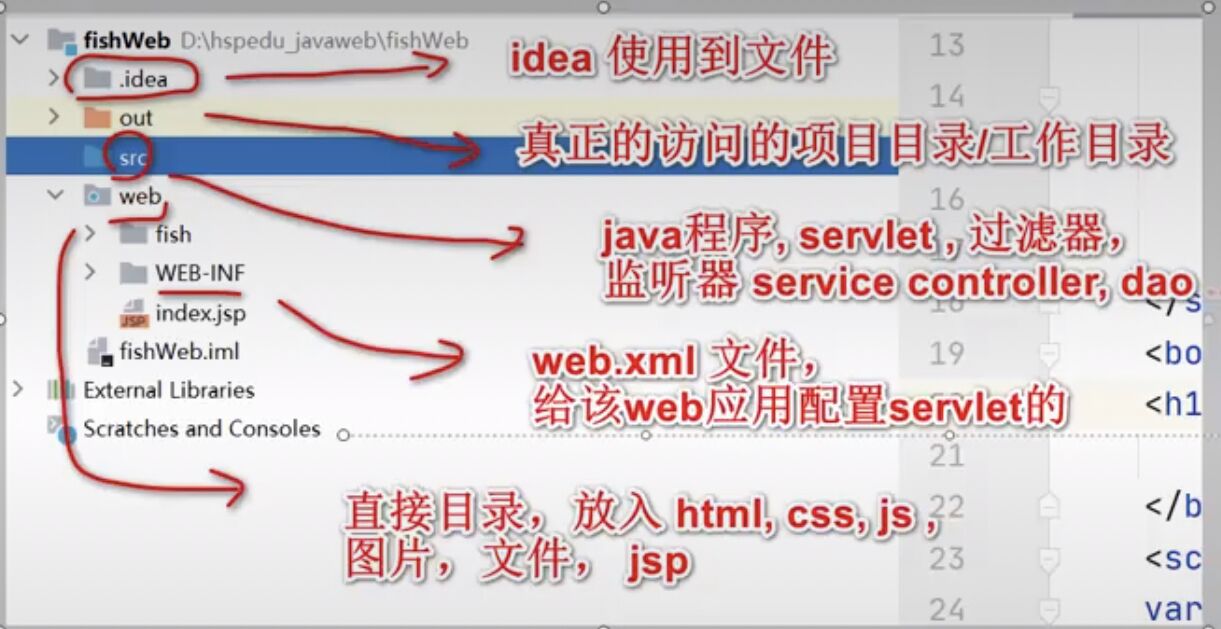 fishWeb D:\hspedu_javaweb\fishWeb
.idea
idea 使用到文件
out
真正的访问的项目目录/工作目录
src
java程序, servlet , 过滤器，
监听器 service controller, dao
web
fish
WEB-INF
web.xml 文件，
给该web应用配置servlet的
index.jsp
JSP
fishWeb.iml
External Libraries
Scratches and Consoles
直接目录，放入 html, css, js ,
图片，文件， jsp
13
14
16
18 </s
19 <bo
<h1
21
22 </b
23 <sc
24 var